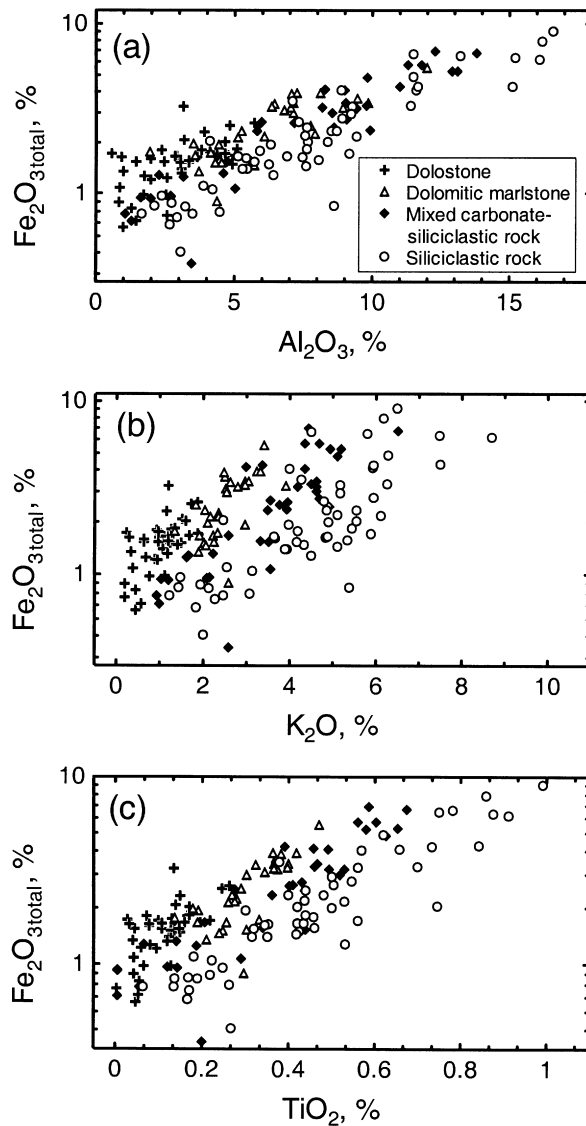 10
(a)
Fe2O3total, %
1
Dolostone
Dolomitic marlstone
Mixed carbonate-
siliciclastic rock
Siliciclastic rock
0 5 10 15
Al2O3, %
10
(b)
Fe2O3total, %
1
0 2 4 6 8 10
K2O, %
10
(c)
Fe2O3total, %
1
0 0.2 0.4 0.6 0.8 1
TiO2, %